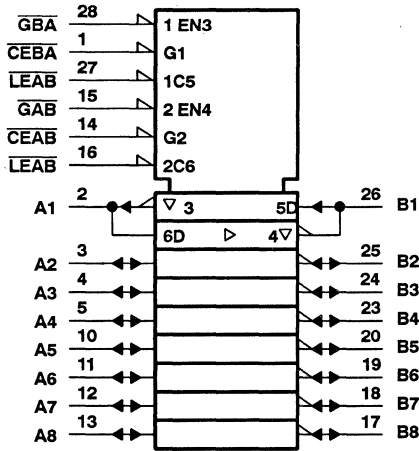 28
GBA 1 EN3
1
CEBA G1
27
LEAB 1C5
15
GAB 2 EN4
14
CEAB G2
16
LEAB 2C6
2 26
A1 ▽ 3 5D B1
6D ▷ 4▽
3 25
A2 B2
4 24
A3 B3
5 23
A4 B4
10 20
A5 B5
11 19
A6 B6
12 18
A7 B7
13 17
A8 B8